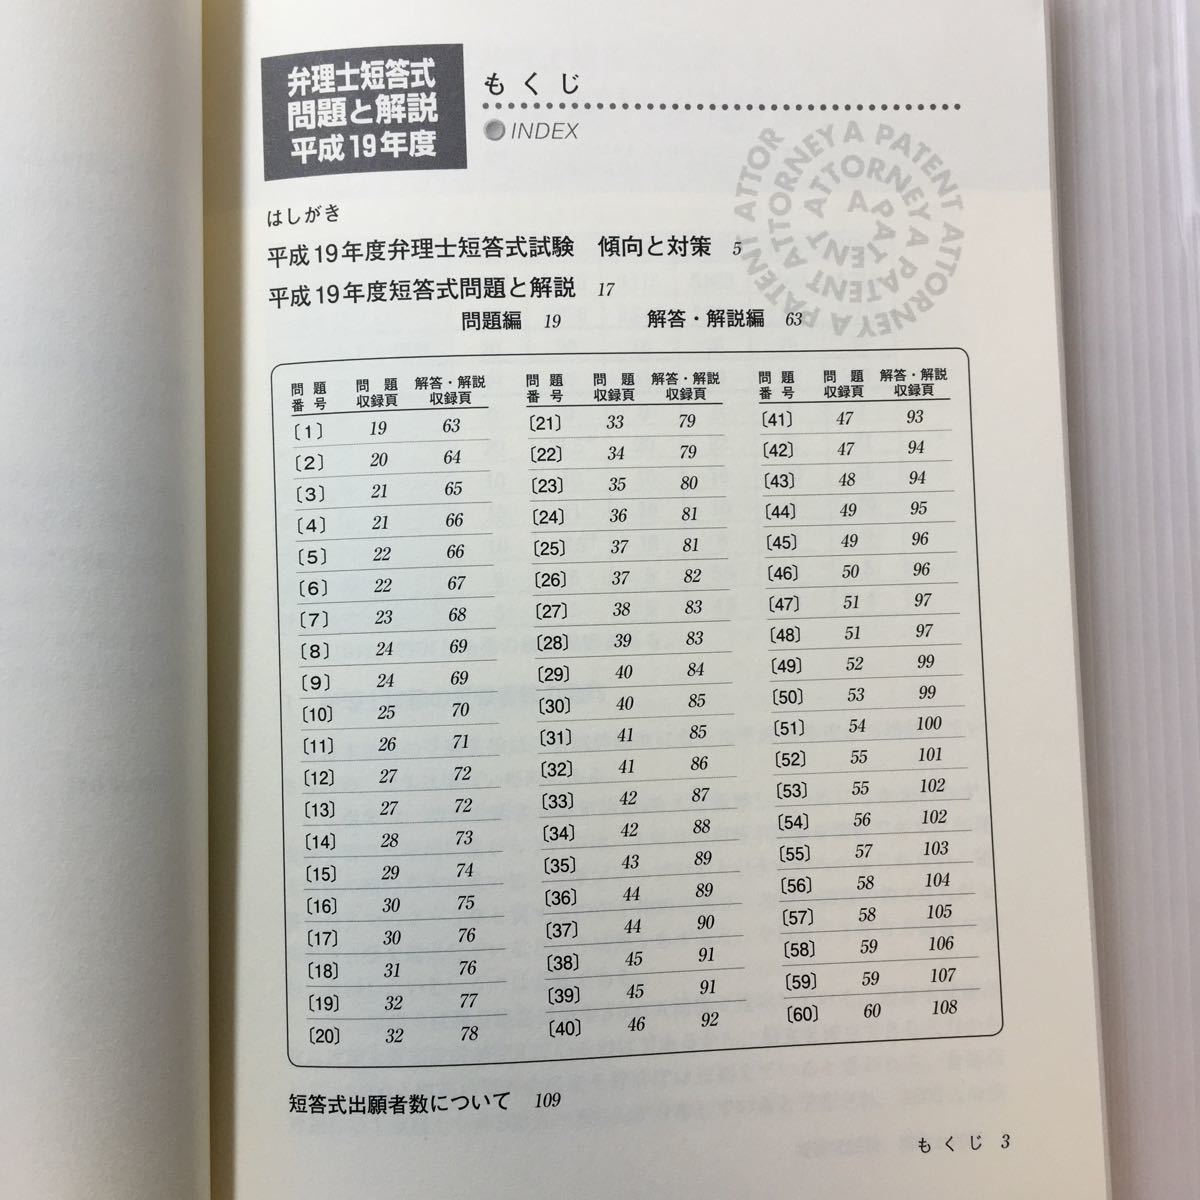 弁理士短答式
問題と解説
平成19年度
もくじ
INDEX
A PATENT ATTORNEY A PATENT ATTORNEY A PATENT ATTORNEY A PATENT ATTOR
はしがき
平成19年度弁理士短答式試験 傾向と対策 5
平成19年度短答式問題と解説 17
問題編 19 解答・解説編 63
問題 問題 解答・解説 問題 問題 解答・解説 問題 問題 解答・解説
番号 収録頁 収録頁 番号 収録頁 収録頁 番号 収録頁 収録頁
〔1〕 19 63 〔21〕 33 79 〔41〕 47 93
〔2〕 20 64 〔22〕 34 79 〔42〕 47 94
〔3〕 21 65 〔23〕 35 80 〔43〕 48 94
〔4〕 21 66 〔24〕 36 81 〔44〕 49 95
〔5〕 22 66 〔25〕 37 81 〔45〕 49 96
〔6〕 22 67 〔26〕 37 82 〔46〕 50 96
〔7〕 23 68 〔27〕 38 83 〔47〕 51 97
〔8〕 24 69 〔28〕 39 83 〔48〕 51 97
〔9〕 24 69 〔29〕 40 84 〔49〕 52 99
〔10〕 25 70 〔30〕 40 85 〔50〕 53 99
〔11〕 26 71 〔31〕 41 85 〔51〕 54 100
〔12〕 27 72 〔32〕 41 86 〔52〕 55 101
〔13〕 27 72 〔33〕 42 87 〔53〕 55 102
〔14〕 28 73 〔34〕 42 88 〔54〕 56 102
〔15〕 29 74 〔35〕 43 89 〔55〕 57 103
〔16〕 30 75 〔36〕 44 89 〔56〕 58 104
〔17〕 30 76 〔37〕 44 90 〔57〕 58 105
〔18〕 31 76 〔38〕 45 91 〔58〕 59 106
〔19〕 32 77 〔39〕 45 91 〔59〕 59 107
〔20〕 32 78 〔40〕 46 92 〔60〕 60 108
短答式出願者数について 109
もくじ 3